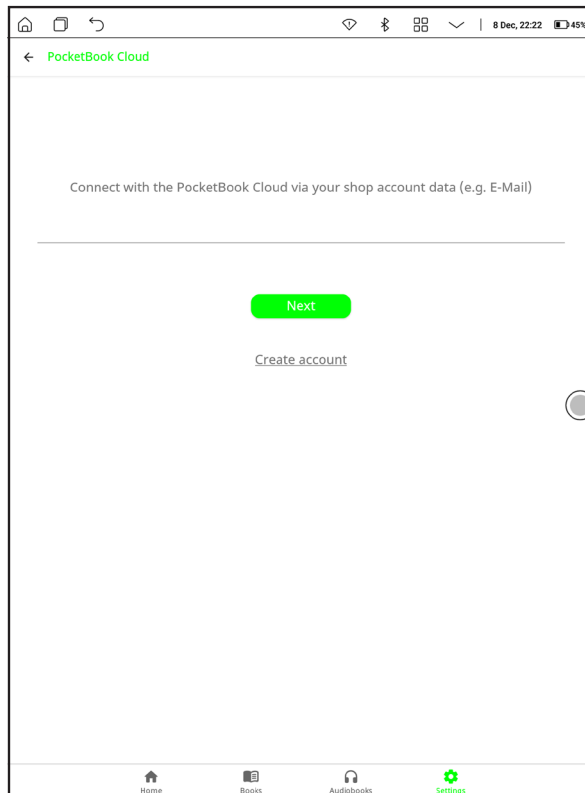 8 Dec, 22:22 45%
PocketBook Cloud
Connect with the PocketBook Cloud via your shop account data (e.g. E-Mail)
Next
Create account
Home Books Audiobooks Settings